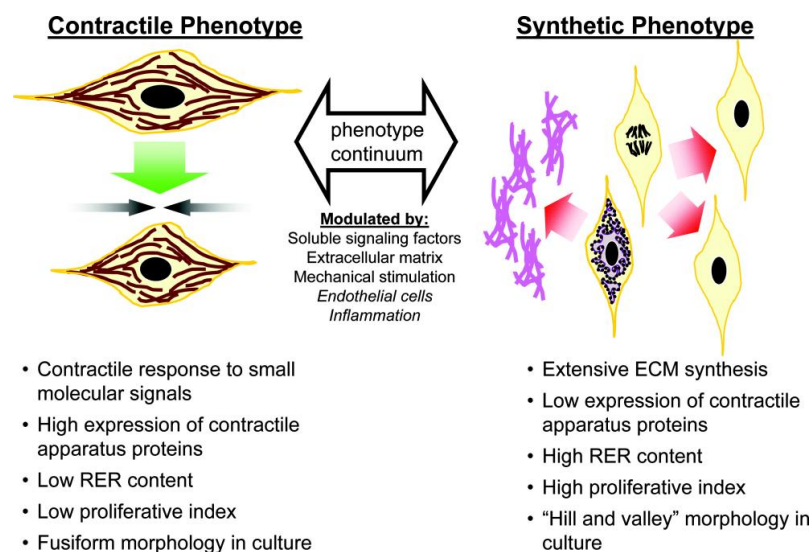 Contractile Phenotype
Synthetic Phenotype
phenotype
continuum
Modulated by:
Soluble signaling factors
Extracellular matrix
Mechanical stimulation
Endothelial cells
Inflammation
• Contractile response to small
molecular signals
• High expression of contractile
apparatus proteins
• Low RER content
• Low proliferative index
• Fusiform morphology in culture
• Extensive ECM synthesis
• Low expression of contractile
apparatus proteins
• High RER content
• High proliferative index
• “Hill and valley” morphology in
culture